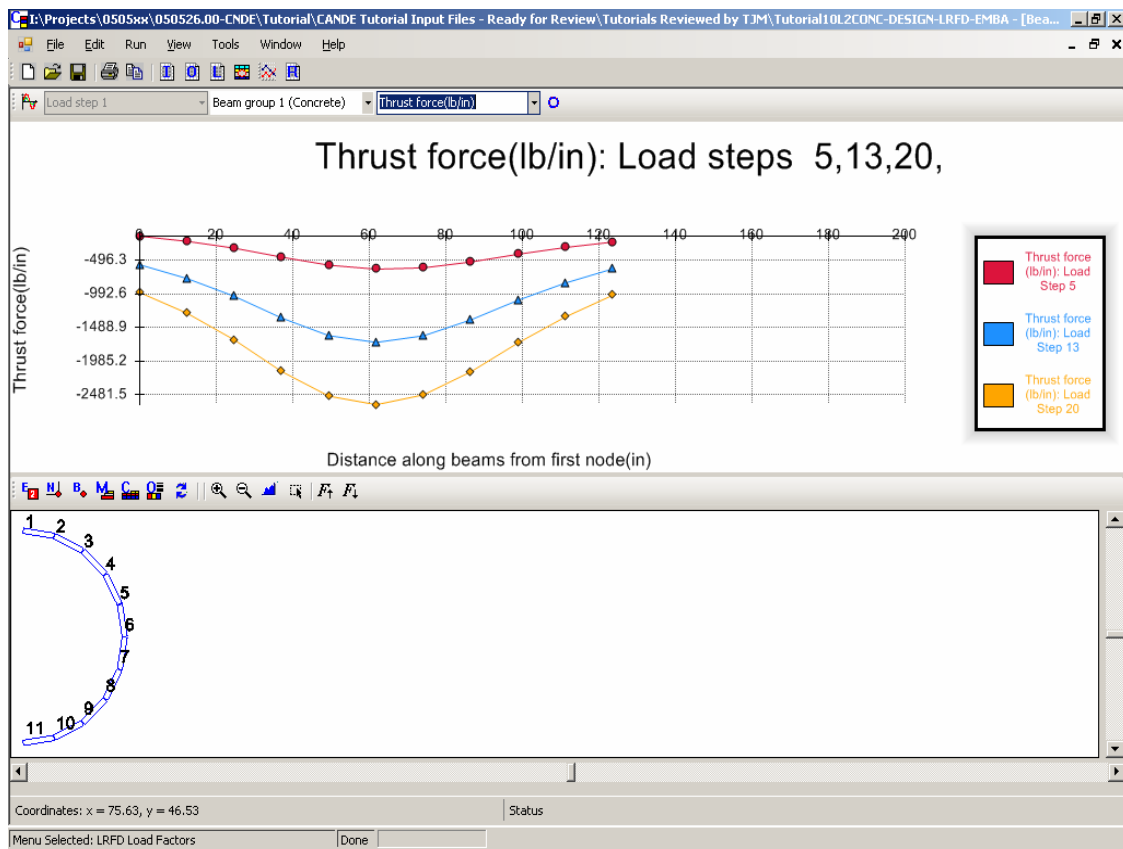 I:\Projects\0505xx\050526.00-CNDE\Tutorial\CANDE Tutorial Input Files - Ready for Review\Tutorials Reviewed by TJM\Tutorial10L2CONC-DESIGN-LRFD-EMBA - [Bea...
File Edit Run View Tools Window Help
Load step 1 Beam group 1 (Concrete) Thrust force(lb/in)
Thrust force(lb/in): Load steps 5,13,20,
0 20 40 60 80 100 120 140 160 180 200
-496.3
-992.6
-1488.9
-1985.2
-2481.5
Thrust force(lb/in)
Distance along beams from first node(in)
Thrust force
(lb/in): Load
Step 5
Thrust force
(lb/in): Load
Step 13
Thrust force
(lb/in): Load
Step 20
1
2
3
4
5
6
7
8
9
10
11
Coordinates: x = 75.63, y = 46.53 Status
Menu Selected: LRFD Load Factors Done